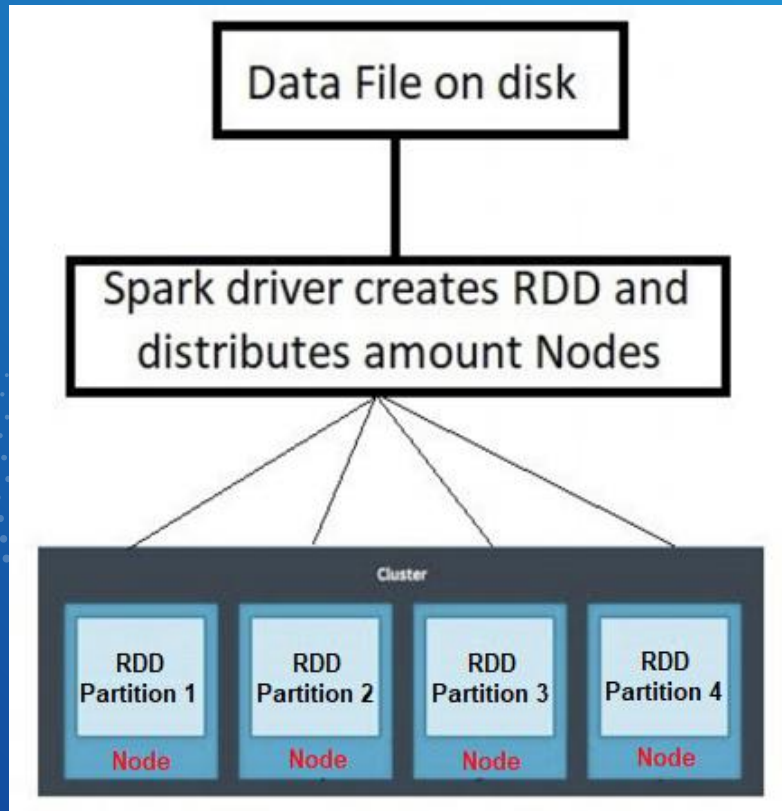 Data File on disk
Spark driver creates RDD and
distributes amount Nodes
Cluster
RDD
Partition 1
Node
RDD
Partition 2
Node
RDD
Partition 3
Node
RDD
Partition 4
Node